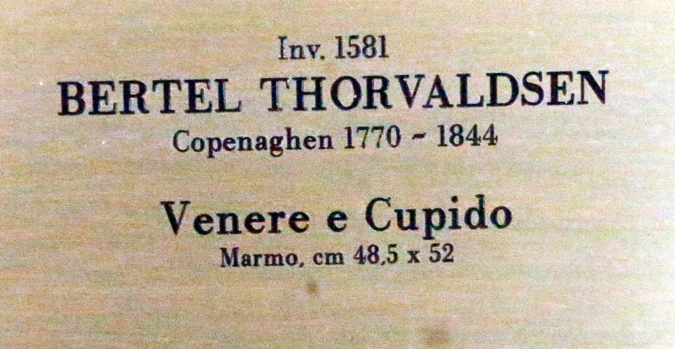 Inv. 1581
BERTEL THORVALDSEN
Copenaghen 1770 ~ 1844
Venere e Cupido
Marmo, cm 48,5 x 52